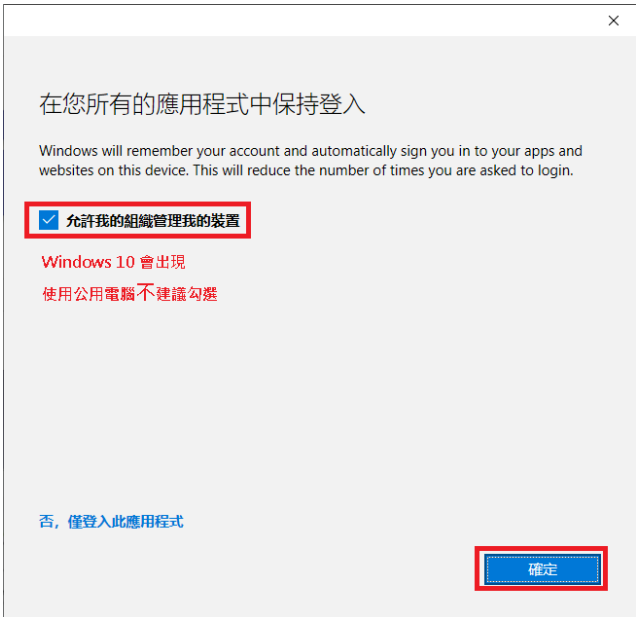 在您所有的應用程式中保持登入
Windows will remember your account and automatically sign you in to your apps and
websites on this device. This will reduce the number of times you are asked to login.
允許我的組織管理我的裝置
Windows 10 會出現
使用公用電腦不建議勾選
否，僅登入此應用程式
確定